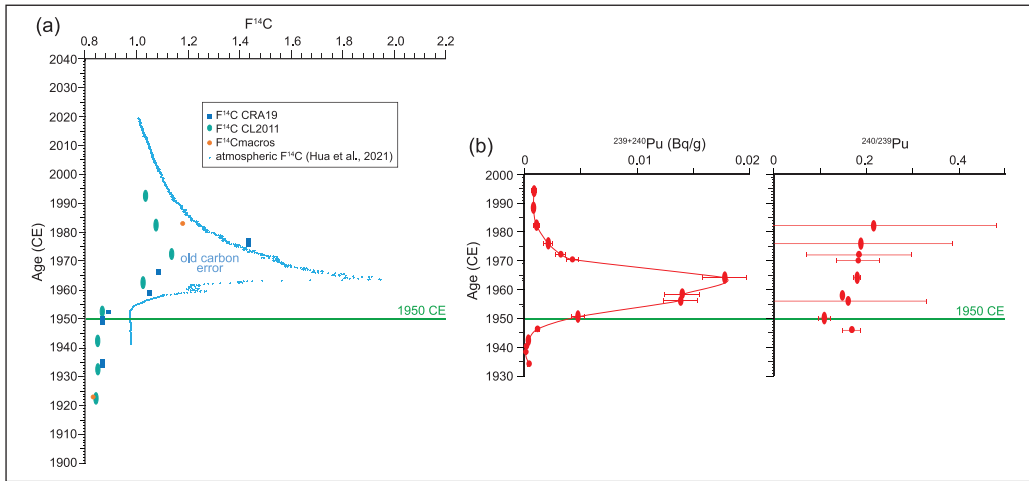 (a)
F¹⁴C
0.8 1.0 1.2 1.4 1.6 1.8 2.0 2.2
Age (CE)
2040
2030
2020
2010
2000
1990
1980
1970
1960
1950
1940
1930
1920
1910
1900
F¹⁴C CRA19
F¹⁴C CL2011
F¹⁴Cmacros
atmospheric F¹⁴C (Hua et al., 2021)
old carbon
error
1950 CE
(b)
²³⁹⁺²⁴⁰Pu (Bq/g)
0 0.01 0.02
Age (CE)
2000
1990
1980
1970
1960
1950
1940
1930
²⁴⁰/²³⁹Pu
0 0.2 0.4
1950 CE